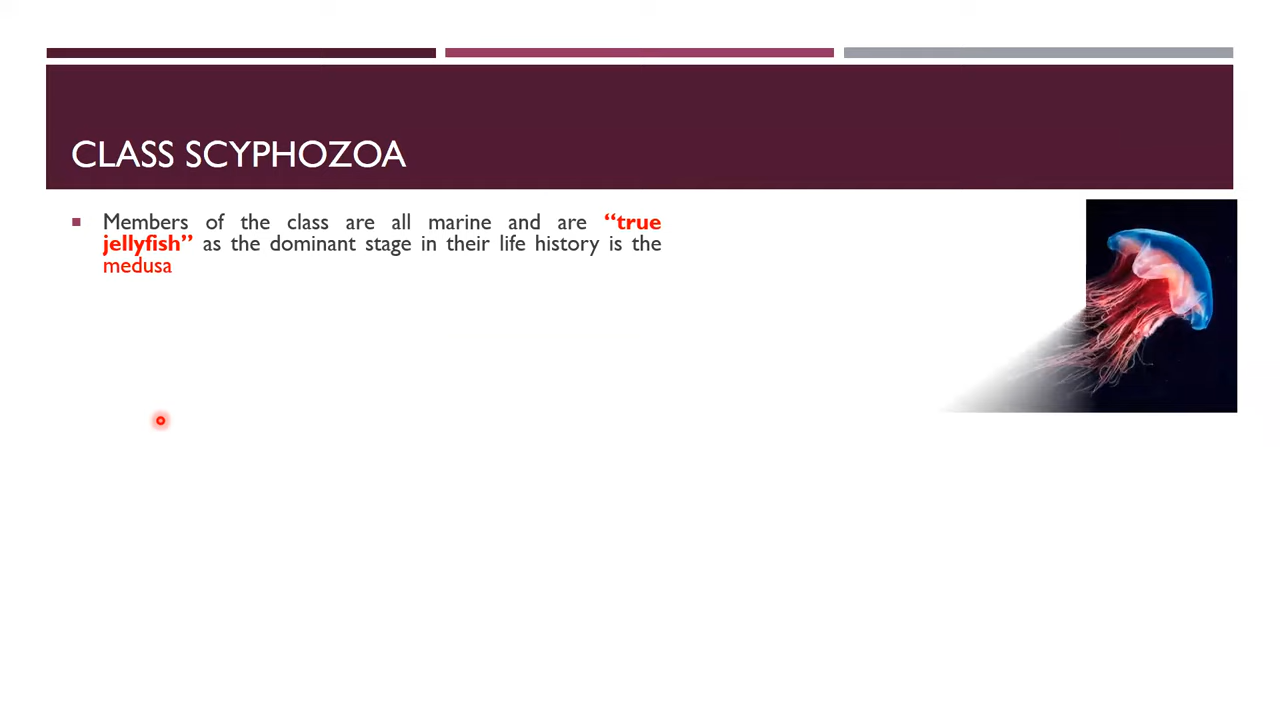 CLASS SCYPHOZOA
Members of the class are all marine and are “true
jellyfish” as the dominant stage in their life history is the
medusa